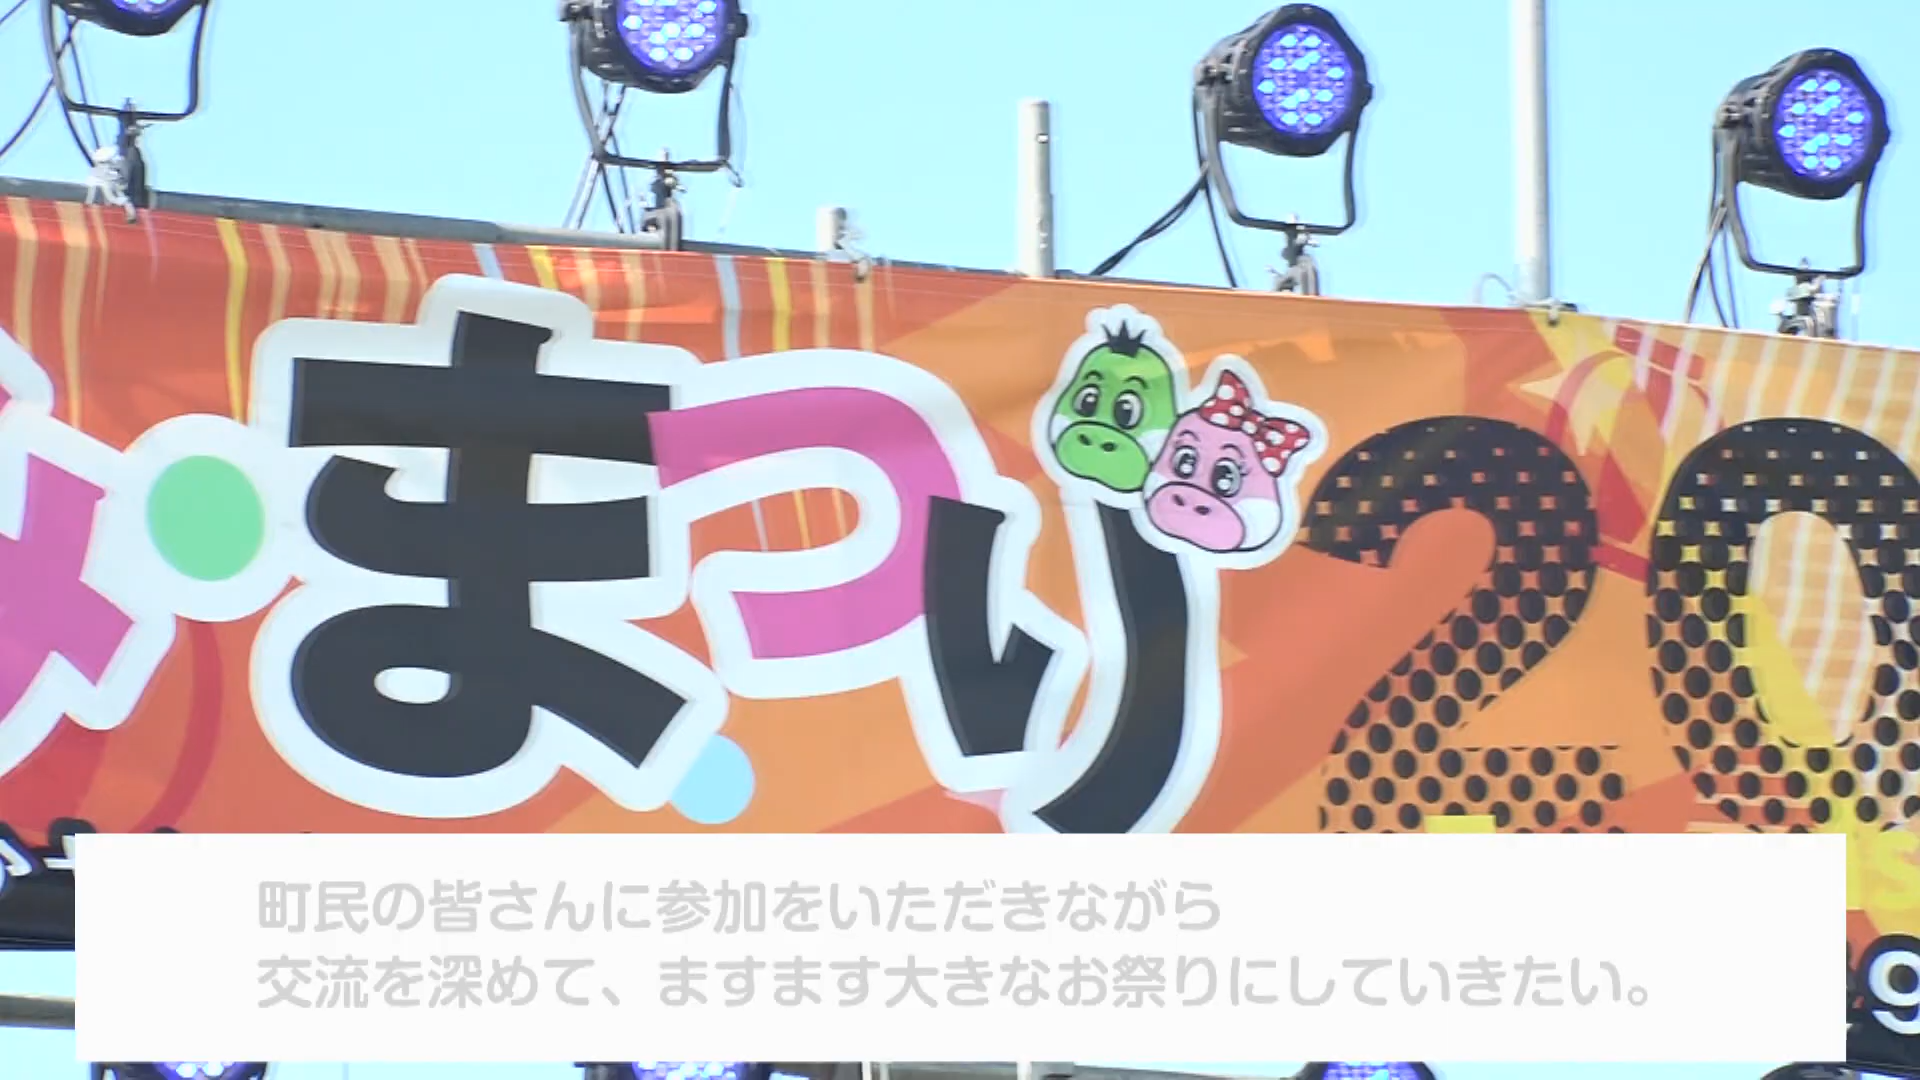 まつり 20
町民の皆さんに参加をいただきながら
交流を深めて、ますます大きなお祭りにしていきたい。